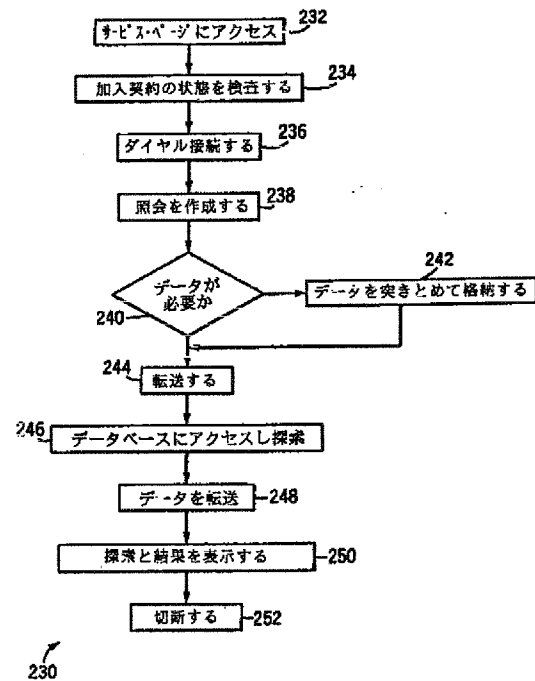 ｻｰﾋﾞｽ・ﾍﾟｰｼﾞにアクセス
232
加入契約の状態を検査する
234
ダイヤル接続する
236
照会を作成する
238
データが
必要か
240
242
データを突きとめて格納する
244
転送する
246
データベースにアクセスし探索
データを転送
248
探索と結果を表示する
250
切断する
252
230